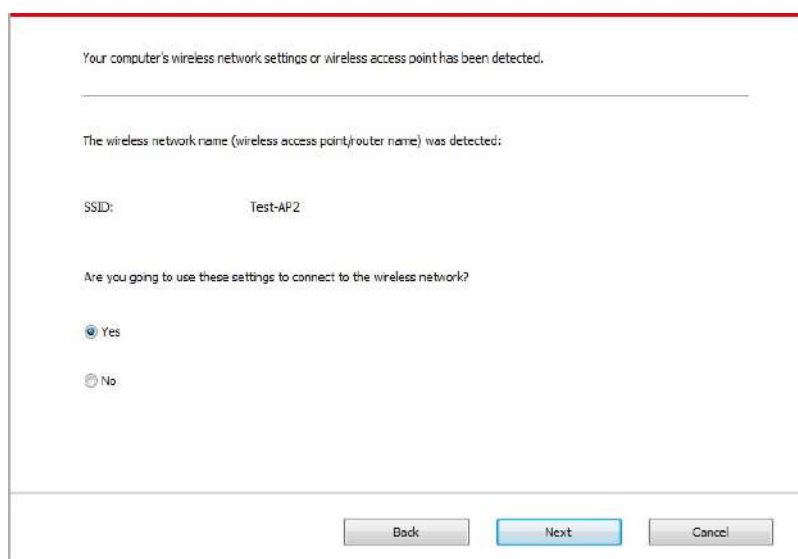 Your computer's wireless network settings or wireless access point has been detected.
The wireless network name (wireless access point/router name) was detected:
SSID: Test-AP2
Are you going to use these settings to connect to the wireless network?
Yes
No
Back Next Cancel